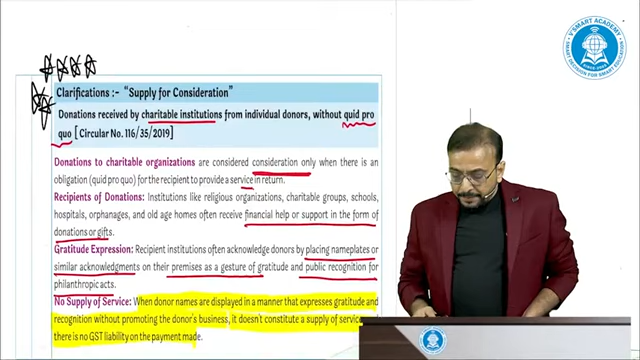 Clarifications :- "Supply for Consideration"
Donations received by charitable institutions from individual donors, without quid pro
quo [Circular No. 116/35/2019]
Donations to charitable organizations are considered consideration only when there is an
obligation (quid pro quo) for the recipient to provide a service in return.
Recipients of Donations: Institutions like religious organizations, charitable groups, schools,
hospitals, orphanages, and old age homes often receive financial help or support in the form of
donations or gifts.
Gratitude Expression: Recipient institutions often acknowledge donors by placing nameplates or
similar acknowledgments on their premises as a gesture of gratitude and public recognition for
philanthropic acts.
No Supply of Service: When donor names are displayed in a manner that expresses gratitude and
recognition without promoting the donor's business, it doesn't constitute a supply of service
there is no GST liability on the payment made.
V SMART ACADEMY
SMART DECISION FOR SMART EDUCATION